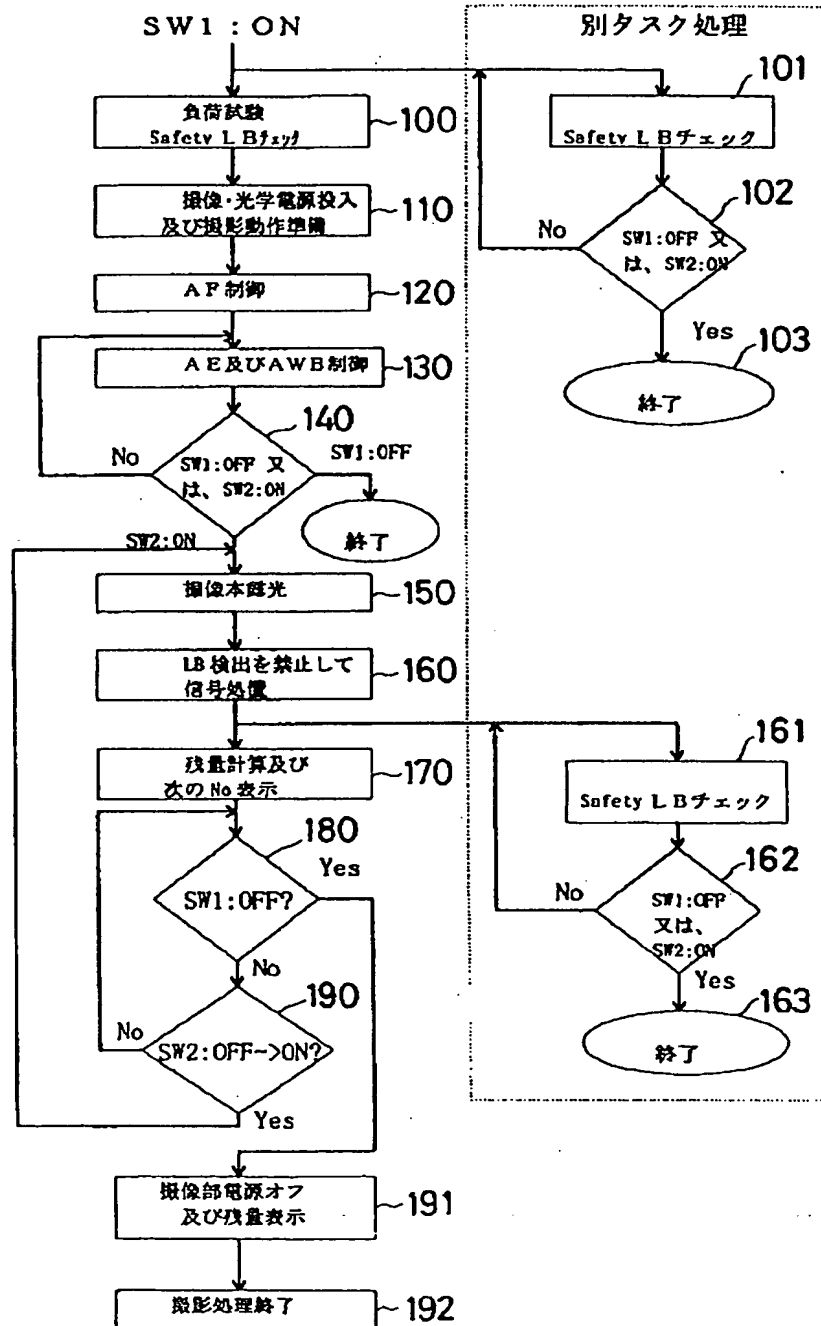 SW1:ON
負荷試験
Safety LBチェック
100
撮像・光学電源投入
及び撮影動作準備
110
AF制御
120
AE及びAWB制御
130
140
No
SW1:OFF 又
は、SW2:ON
SW1:OFF
終了
SW2:ON
撮像本露光
150
LB検出を禁止して
信号処置
160
残量計算及び
次のNo表示
170
180
Yes
SW1:OFF?
No
190
No
SW2:OFF~>ON?
Yes
撮像部電源オフ
及び残量表示
191
撮影処理終了
192
別タスク処理
101
Safety LBチェック
102
No
SW1:OFF 又
は、SW2:ON
Yes
103
終了
161
Safety LBチェック
162
No
SW1:OFF
又は、
SW2:ON
Yes
163
終了